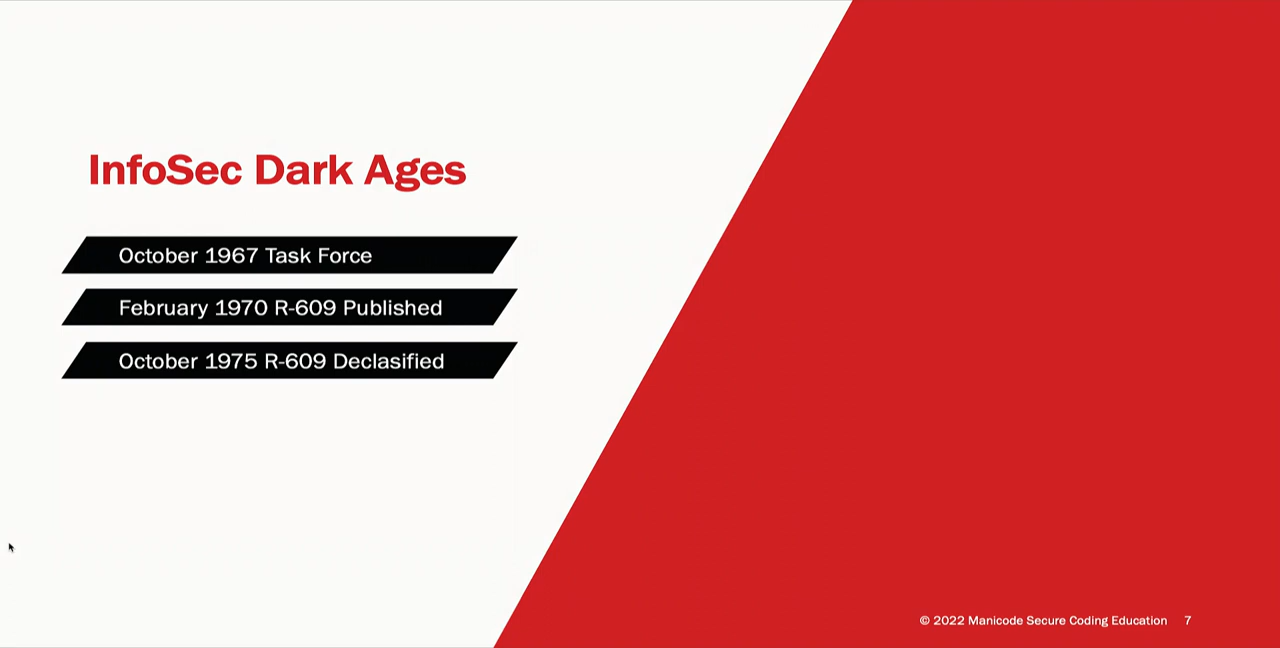 InfoSec Dark Ages
October 1967 Task Force
February 1970 R-609 Published
October 1975 R-609 Declasified
© 2022 Manicode Secure Coding Education 7